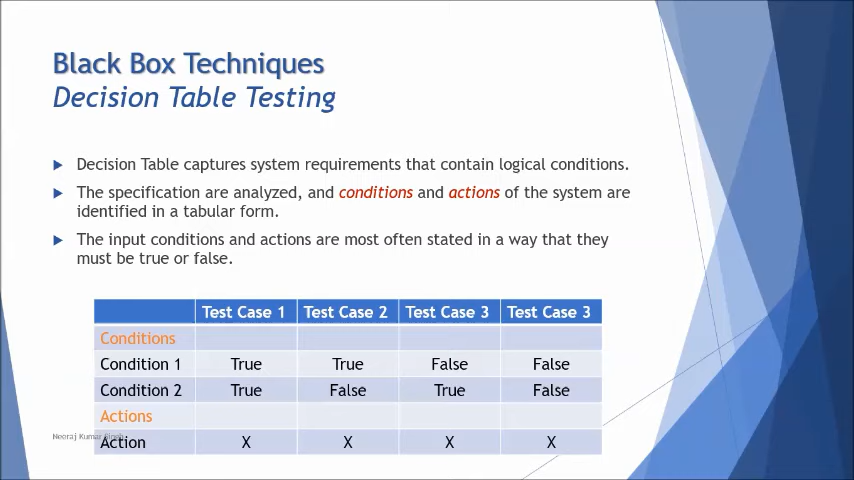 Black Box Techniques
Decision Table Testing
Decision Table captures system requirements that contain logical conditions.
The specification are analyzed, and conditions and actions of the system are
identified in a tabular form.
The input conditions and actions are most often stated in a way that they
must be true or false.
Test Case 1 Test Case 2 Test Case 3 Test Case 3
Conditions
Condition 1 True True False False
Condition 2 True False True False
Actions
Neeraj Kumar Singh
Action X X X X